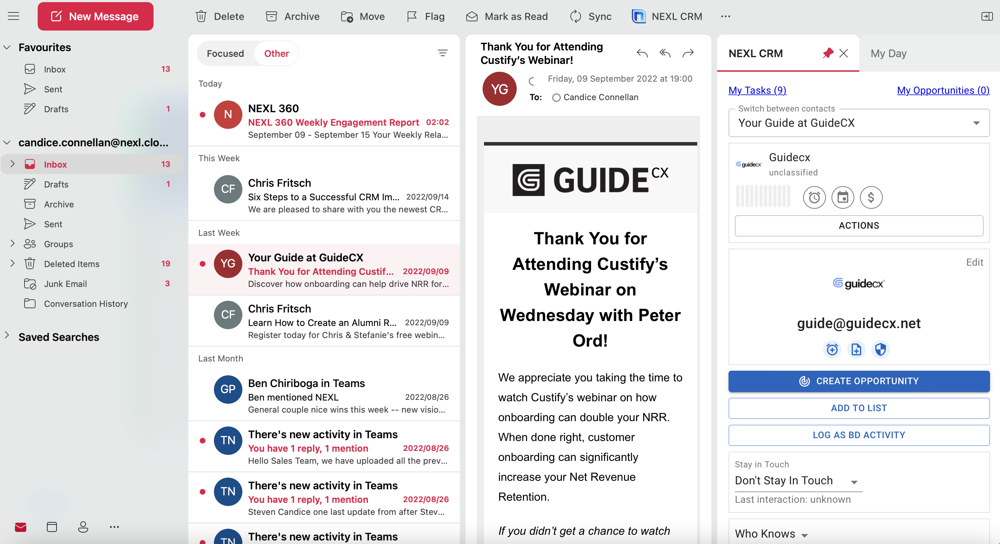 New Message
Delete
Archive
Move
Flag
Mark as Read
Sync
NEXL CRM
Favourites
Inbox 13
Sent
Drafts 1
candice.connellan@nexl.clo...
Inbox 13
Drafts 1
Archive
Sent
Groups
Deleted Items 19
Junk Email 3
Conversation History
Saved Searches
Focused
Other
Today
N
NEXL 360
NEXL 360 Weekly Engagement Report 02:02
September 09 - September 15 Your Weekly Rela...
This Week
CF
Chris Fritsch
Six Steps to a Successful CRM Im... 2022/09/14
We are pleased to share with you the newest CR...
Last Week
YG
Your Guide at GuideCX
Thank You for Attending Custif... 2022/09/09
Discover how onboarding can help drive NRR for...
CF
Chris Fritsch
Learn How to Create an Alumni R... 2022/09/09
Register today for Chris & Stefanie's free webin...
Last Month
GP
Ben Chiriboga in Teams
Ben mentioned NEXL 2022/08/26
General couple nice wins this week -- new visio...
TN
There's new activity in Teams
You have 1 reply, 1 mention 2022/08/26
Hello Sales Team, we have uploaded all the prev...
TN
There's new activity in Teams
You have 1 reply, 1 mention 2022/08/26
Steven Candice one last update from after Stev...
TN
There's new activity in Teams
Thank You for Attending
Custify’s Webinar!
YG
Friday, 09 September 2022 at 19:00
To: Candice Connellan
GUIDE CX
Thank You for
Attending Custify’s
Webinar on
Wednesday with Peter
Ord!
We appreciate you taking the time to
watch Custify’s webinar on how
onboarding can double your NRR.
When done right, customer
onboarding can significantly
increase your Net Revenue
Retention.
If you didn’t get a chance to watch
NEXL CRM
My Day
My Tasks (9)
My Opportunities (0)
Switch between contacts
Your Guide at GuideCX
guidecx
Guidecx
unclassified
$
ACTIONS
Edit
guidecx
guide@guidecx.net
CREATE OPPORTUNITY
ADD TO LIST
LOG AS BD ACTIVITY
Stay in Touch
Don't Stay In Touch
Last interaction: unknown
Who Knows